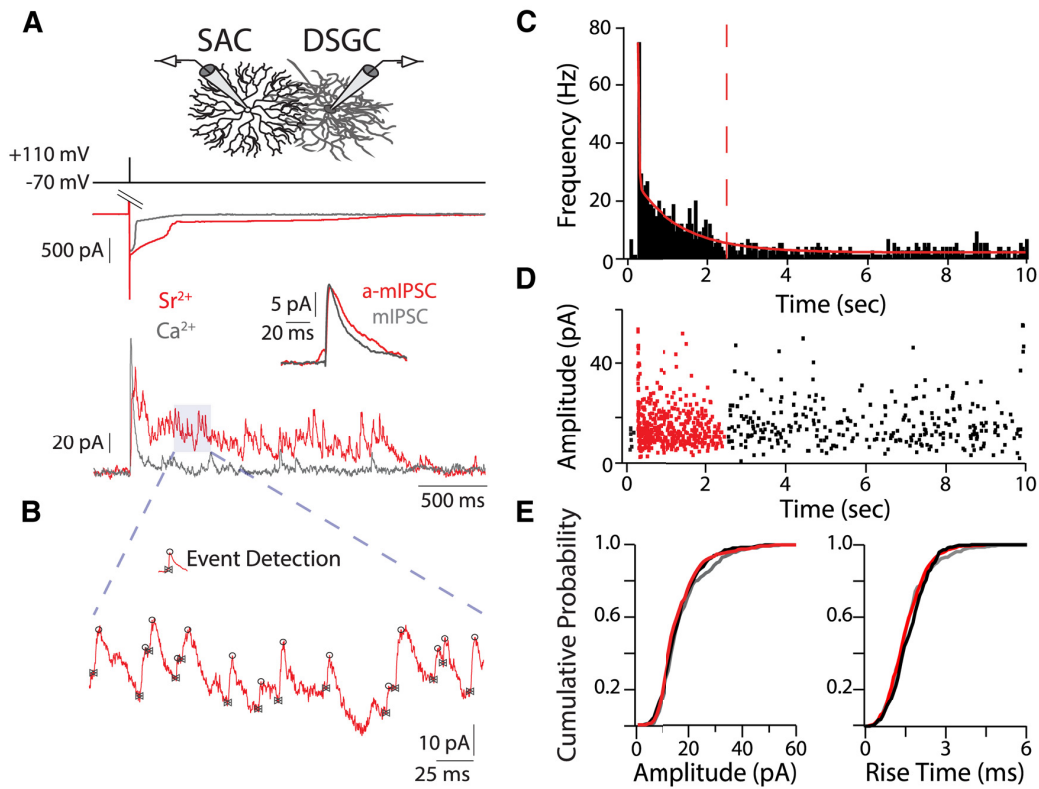 A
SAC
DSGC
+110 mV
-70 mV
500 pA
Sr2+
Ca2+
5 pA
20 ms
a-mIPSC
mIPSC
20 pA
500 ms
B
Event Detection
10 pA
25 ms
C
Frequency (Hz)
80
60
40
20
0
0 2 4 6 8 10
Time (sec)
D
Amplitude (pA)
40
0
0 2 4 6 8 10
Time (sec)
E
Cumulative Probability
1.0
0.6
0.2
0 20 40 60
Amplitude (pA)
1.0
0.6
0.2
0 3 6
Rise Time (ms)